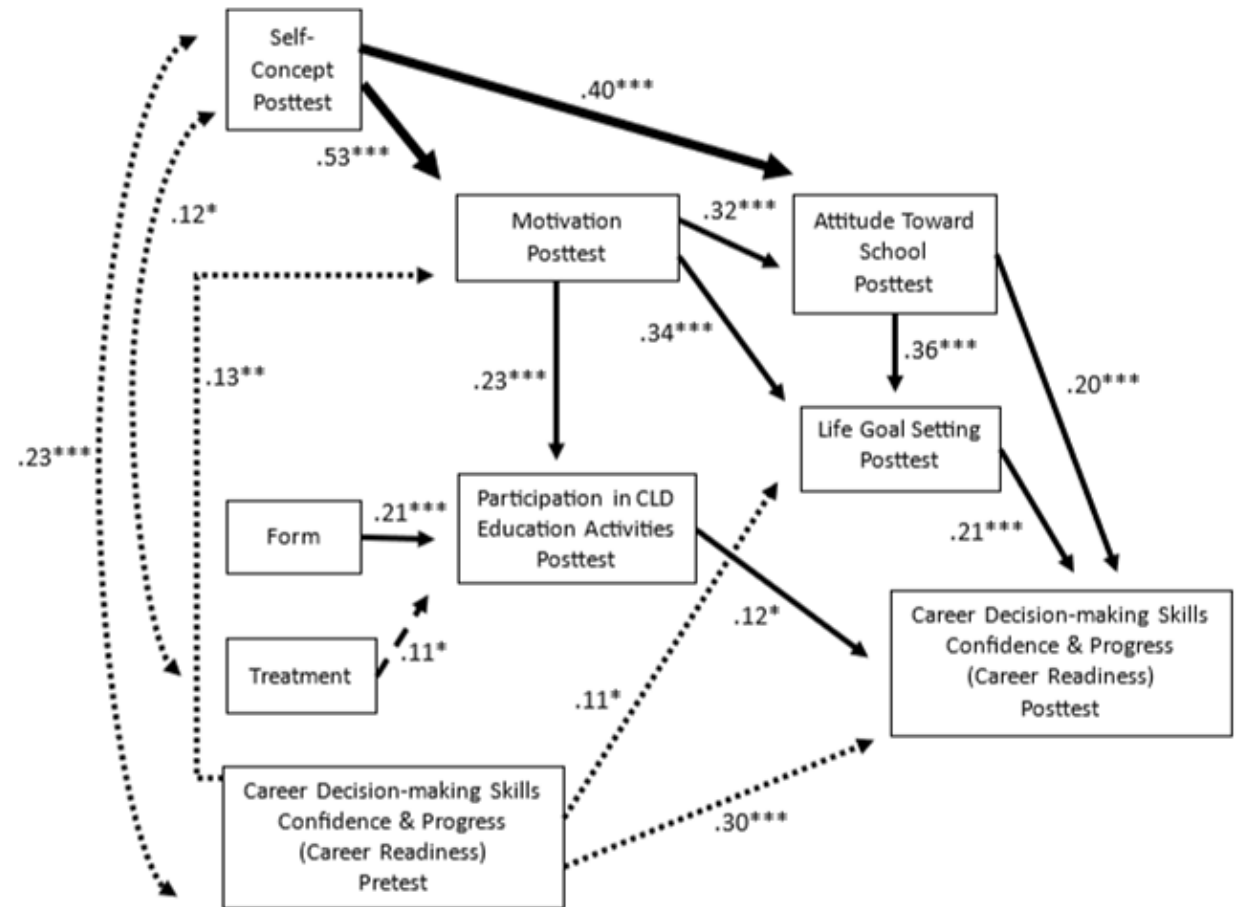 Self-
Concept
Posttest
.40***
.53***
.12*
Motivation
Posttest
.32***
Attitude Toward
School
Posttest
.34***
.36***
.13**
.23***
.20***
.23***
Life Goal Setting
Posttest
Form
.21***
Participation in CLD
Education Activities
Posttest
.21***
Treatment
.11*
.12*
.11*
Career Decision-making Skills
Confidence & Progress
(Career Readiness)
Posttest
Career Decision-making Skills
Confidence & Progress
(Career Readiness)
Pretest
.30***